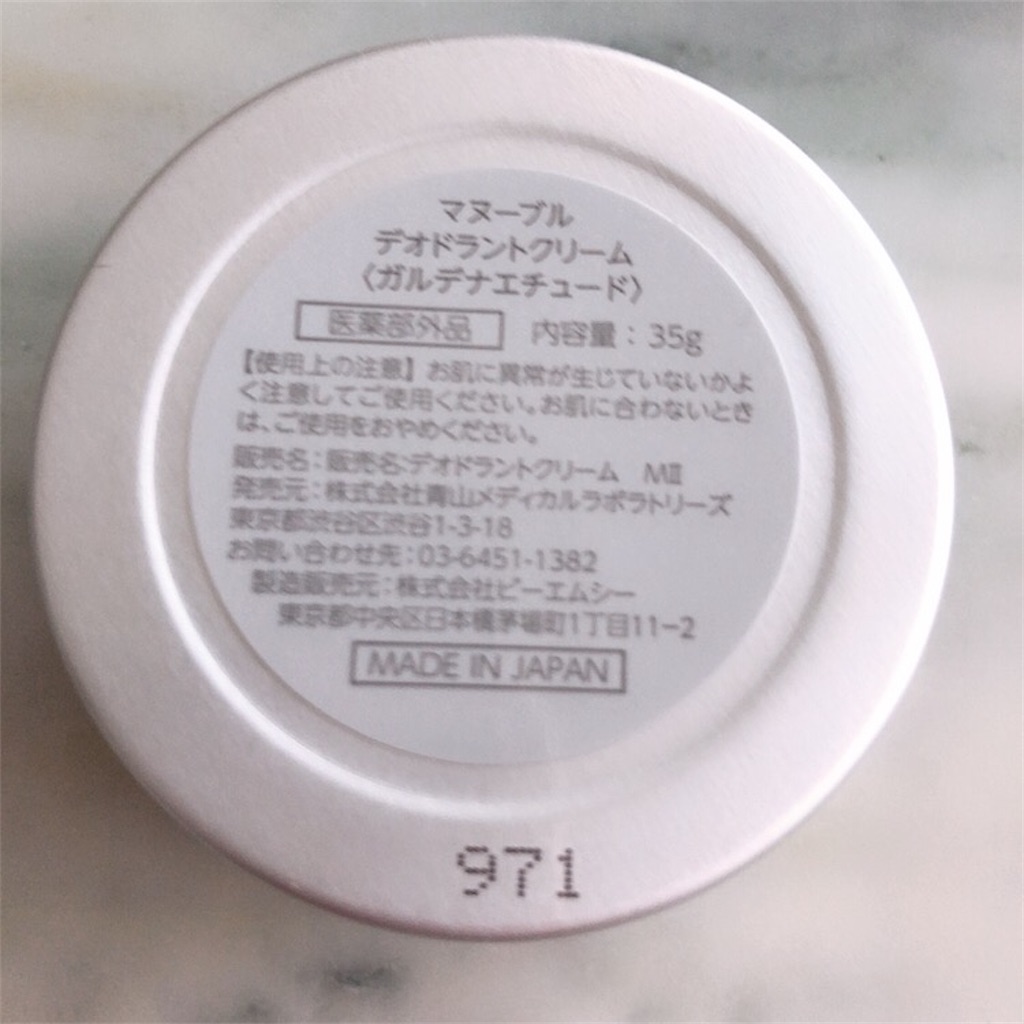 マヌーブル
デオドラントクリーム
〈ガルデナエチュード〉
医薬部外品 内容量：35g
【使用上の注意】お肌に異常が生じていないかよ
く注意してご使用ください。お肌に合わないとき
は、ご使用をおやめください。
販売名：販売名:デオドラントクリーム MⅡ
発売元：株式会社青山メディカルラボラトリーズ
東京都渋谷区渋谷1-3-18
お問い合わせ先：03-6451-1382
製造販売元：株式会社ピーエムシー
東京都中央区日本橋茅場町1丁目11-2
MADE IN JAPAN
971